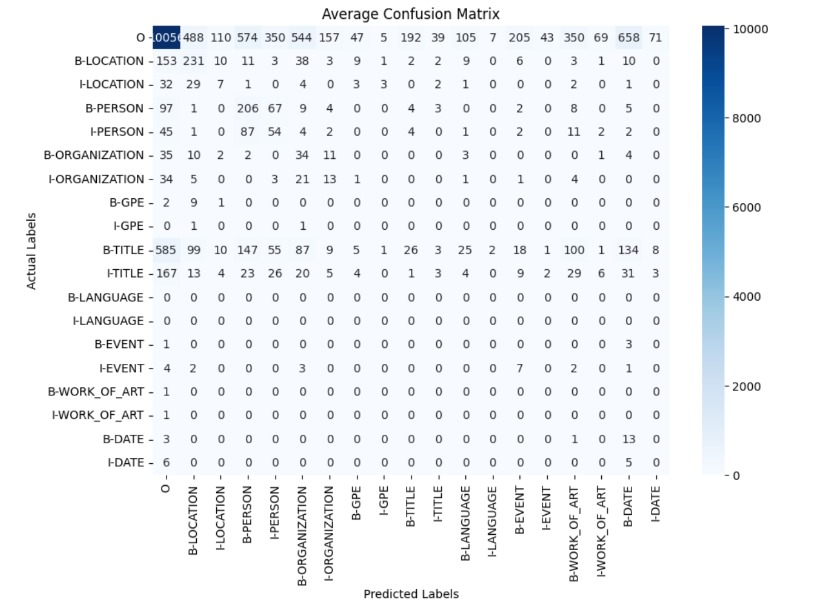 Average Confusion Matrix
Actual Labels
O 488 110 574 350 544 157 47 5 192 39 105 7 205 43 350 69 658 71
B-LOCATION 153 231 10 11 3 38 3 9 1 2 2 9 0 6 0 3 1 10 0
I-LOCATION 32 29 7 1 0 4 0 3 3 0 2 1 0 0 0 2 0 1 0
B-PERSON 97 1 0 206 67 9 4 0 0 4 3 0 0 2 0 8 0 5 0
I-PERSON 45 1 0 87 54 4 2 0 0 4 0 1 0 2 0 11 2 2 0
B-ORGANIZATION 35 10 2 2 0 34 11 0 0 0 0 3 0 0 0 0 1 4 0
I-ORGANIZATION 34 5 0 0 3 21 13 1 0 0 0 1 0 1 0 4 0 0 0
B-GPE 2 9 1 0 0 0 0 0 0 0 0 0 0 0 0 0 0 0 0
I-GPE 0 1 0 0 0 1 0 0 0 0 0 0 0 0 0 0 0 0 0
B-TITLE 585 99 10 147 55 87 9 5 1 26 3 25 2 18 1 100 1 134 8
I-TITLE 167 13 4 23 26 20 5 4 0 1 3 4 0 9 2 29 6 31 3
B-LANGUAGE 0 0 0 0 0 0 0 0 0 0 0 0 0 0 0 0 0 0 0
I-LANGUAGE 0 0 0 0 0 0 0 0 0 0 0 0 0 0 0 0 0 0 0
B-EVENT 1 0 0 0 0 0 0 0 0 0 0 0 0 0 0 0 0 3 0
I-EVENT 4 2 0 0 0 3 0 0 0 0 0 0 0 7 0 2 0 1 0
B-WORK_OF_ART 1 0 0 0 0 0 0 0 0 0 0 0 0 0 0 0 0 0 0
I-WORK_OF_ART 1 0 0 0 0 0 0 0 0 0 0 0 0 0 0 0 0 0 0
B-DATE 3 0 0 0 0 0 0 0 0 0 0 0 0 0 0 1 0 13 0
I-DATE 6 0 0 0 0 0 0 0 0 0 0 0 0 0 0 0 0 5 0
O
B-LOCATION
I-LOCATION
B-PERSON
I-PERSON
B-ORGANIZATION
I-ORGANIZATION
B-GPE
I-GPE
B-TITLE
I-TITLE
B-LANGUAGE
I-LANGUAGE
B-EVENT
I-EVENT
B-WORK_OF_ART
I-WORK_OF_ART
B-DATE
I-DATE
Predicted Labels
10000
8000
6000
4000
2000
0